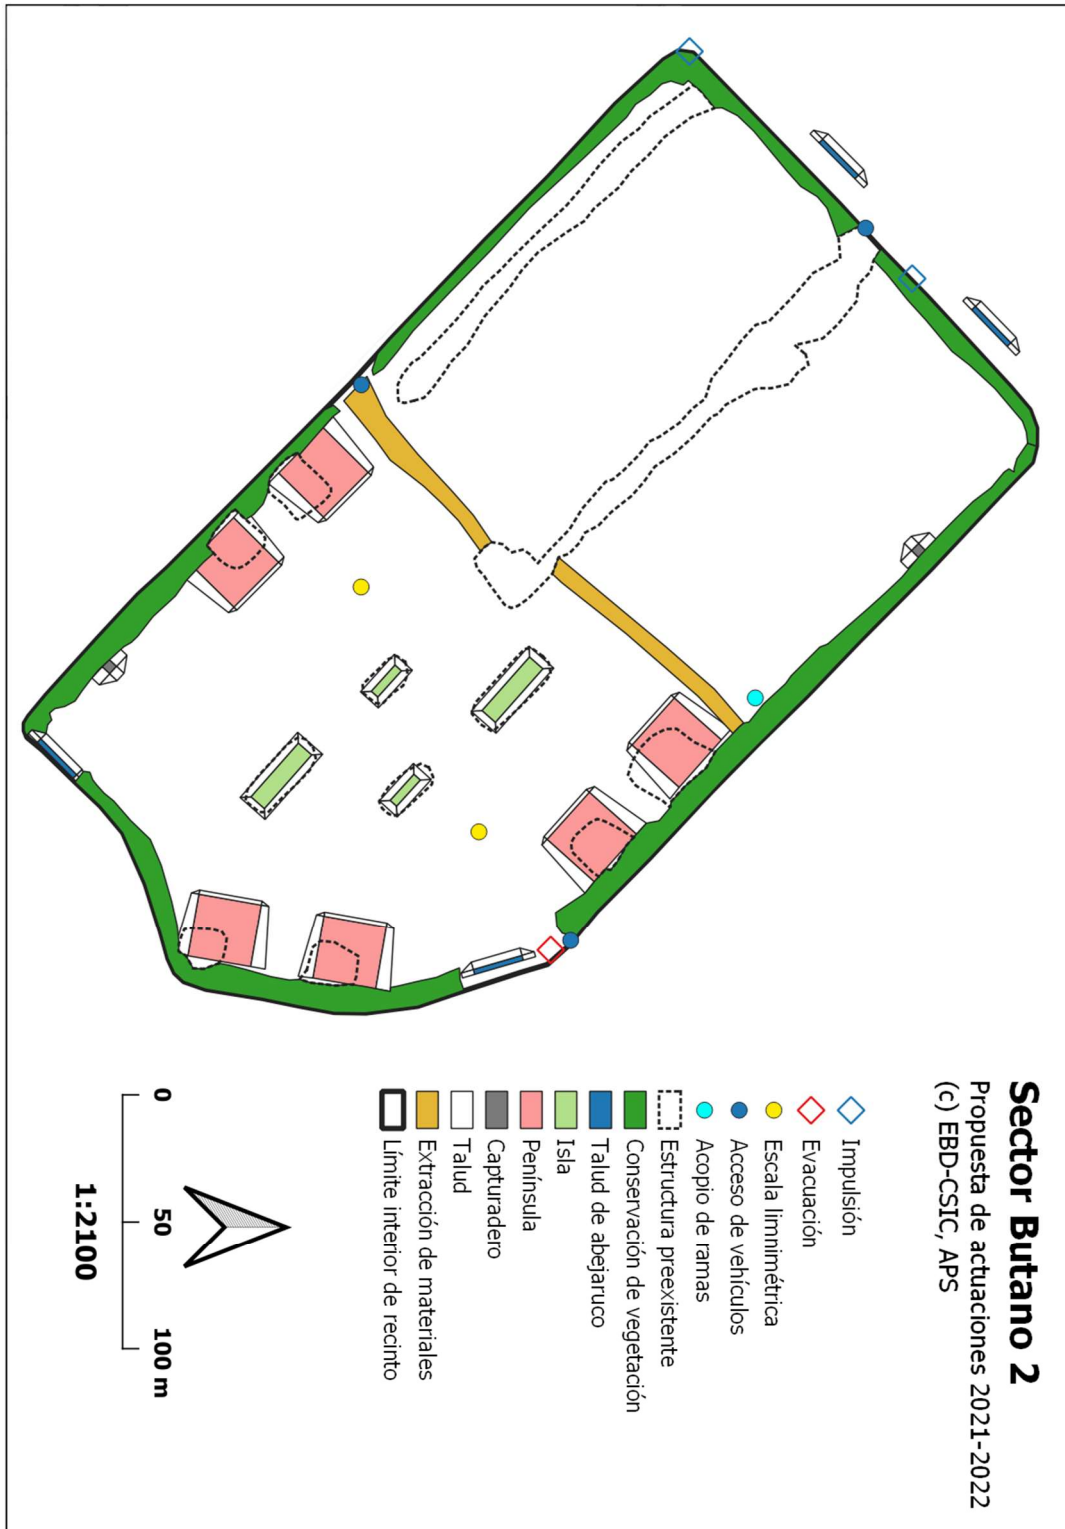 Sector Butano 2
Propuesta de actuaciones 2021-2022
(c) EBD-CSIC, APS
Impulsión
Evacuación
Escala limnimétrica
Acceso de vehículos
Acopio de ramas
Estructura preexistente
Conservación de vegetación
Talud de abejaruco
Isla
Península
Capturadero
Talud
Extracción de materiales
Límite interior de recinto
0 50 100 m
1:2100